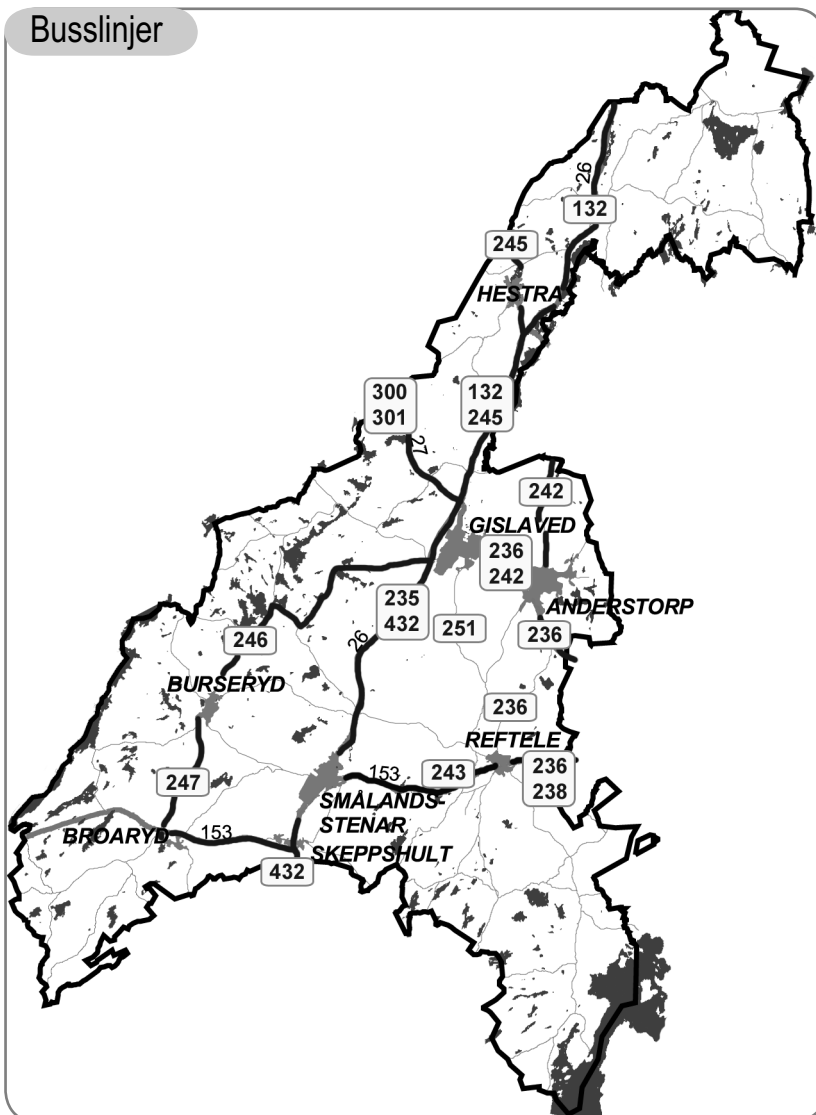 Busslinjer
26
132
245
HESTRA
300
301
132
245
27
242
GISLAVED
236
242
235
432
ANDERSTORP
251
236
246
26
BURSERYD
236
REFTELE
153
243
236
238
247
SMÅLANDS-
STENAR
BROARYD
153
SKEPPSHULT
432